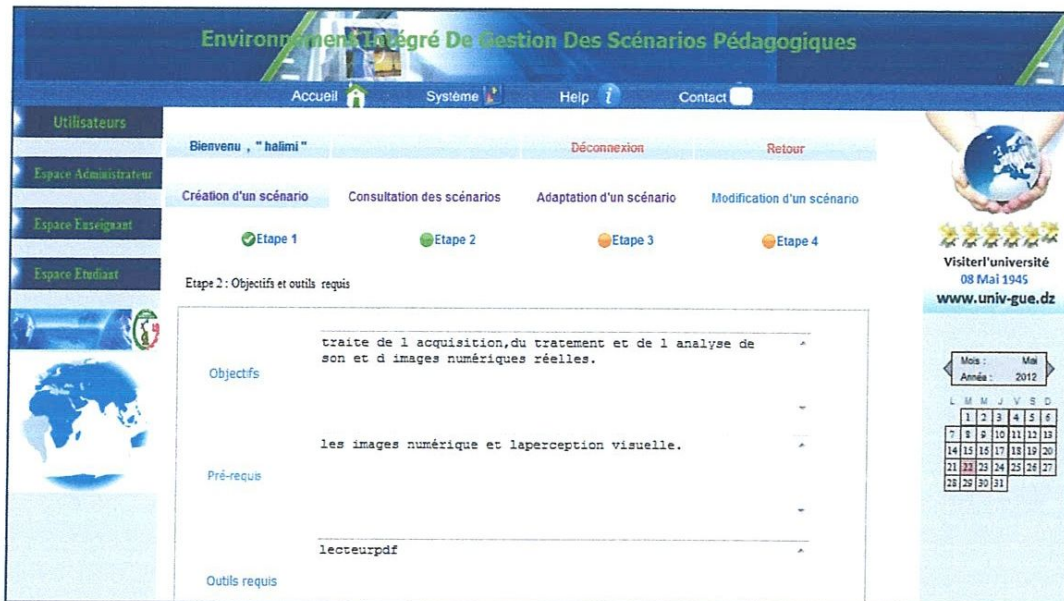 Environnement Intégré De Gestion Des Scénarios Pédagogiques
Accueil Système Help i Contact
Utilisateurs
Espace Administrateur
Espace Enseignant
Espace Etudiant
Bienvenu , " halimi " Déconnexion Retour
Création d'un scénario Consultation des scénarios Adaptation d'un scénario Modification d'un scénario
Etape 1 Etape 2 Etape 3 Etape 4
Etape 2 : Objectifs et outils requis
Objectifs
traite de l acquisition,du tratement et de l analyse de
son et d images numériques réelles.
Pré-requis
les images numérique et laperception visuelle.
Outils requis
lecteurpdf
Visiterl'université
08 Mai 1945
www.univ-gue.dz
Mois : Mai
Année : 2012
L M M J V S D
1 2 3 4 5 6
7 8 9 10 11 12 13
14 15 16 17 18 19 20
21 22 23 24 25 26 27
28 29 30 31